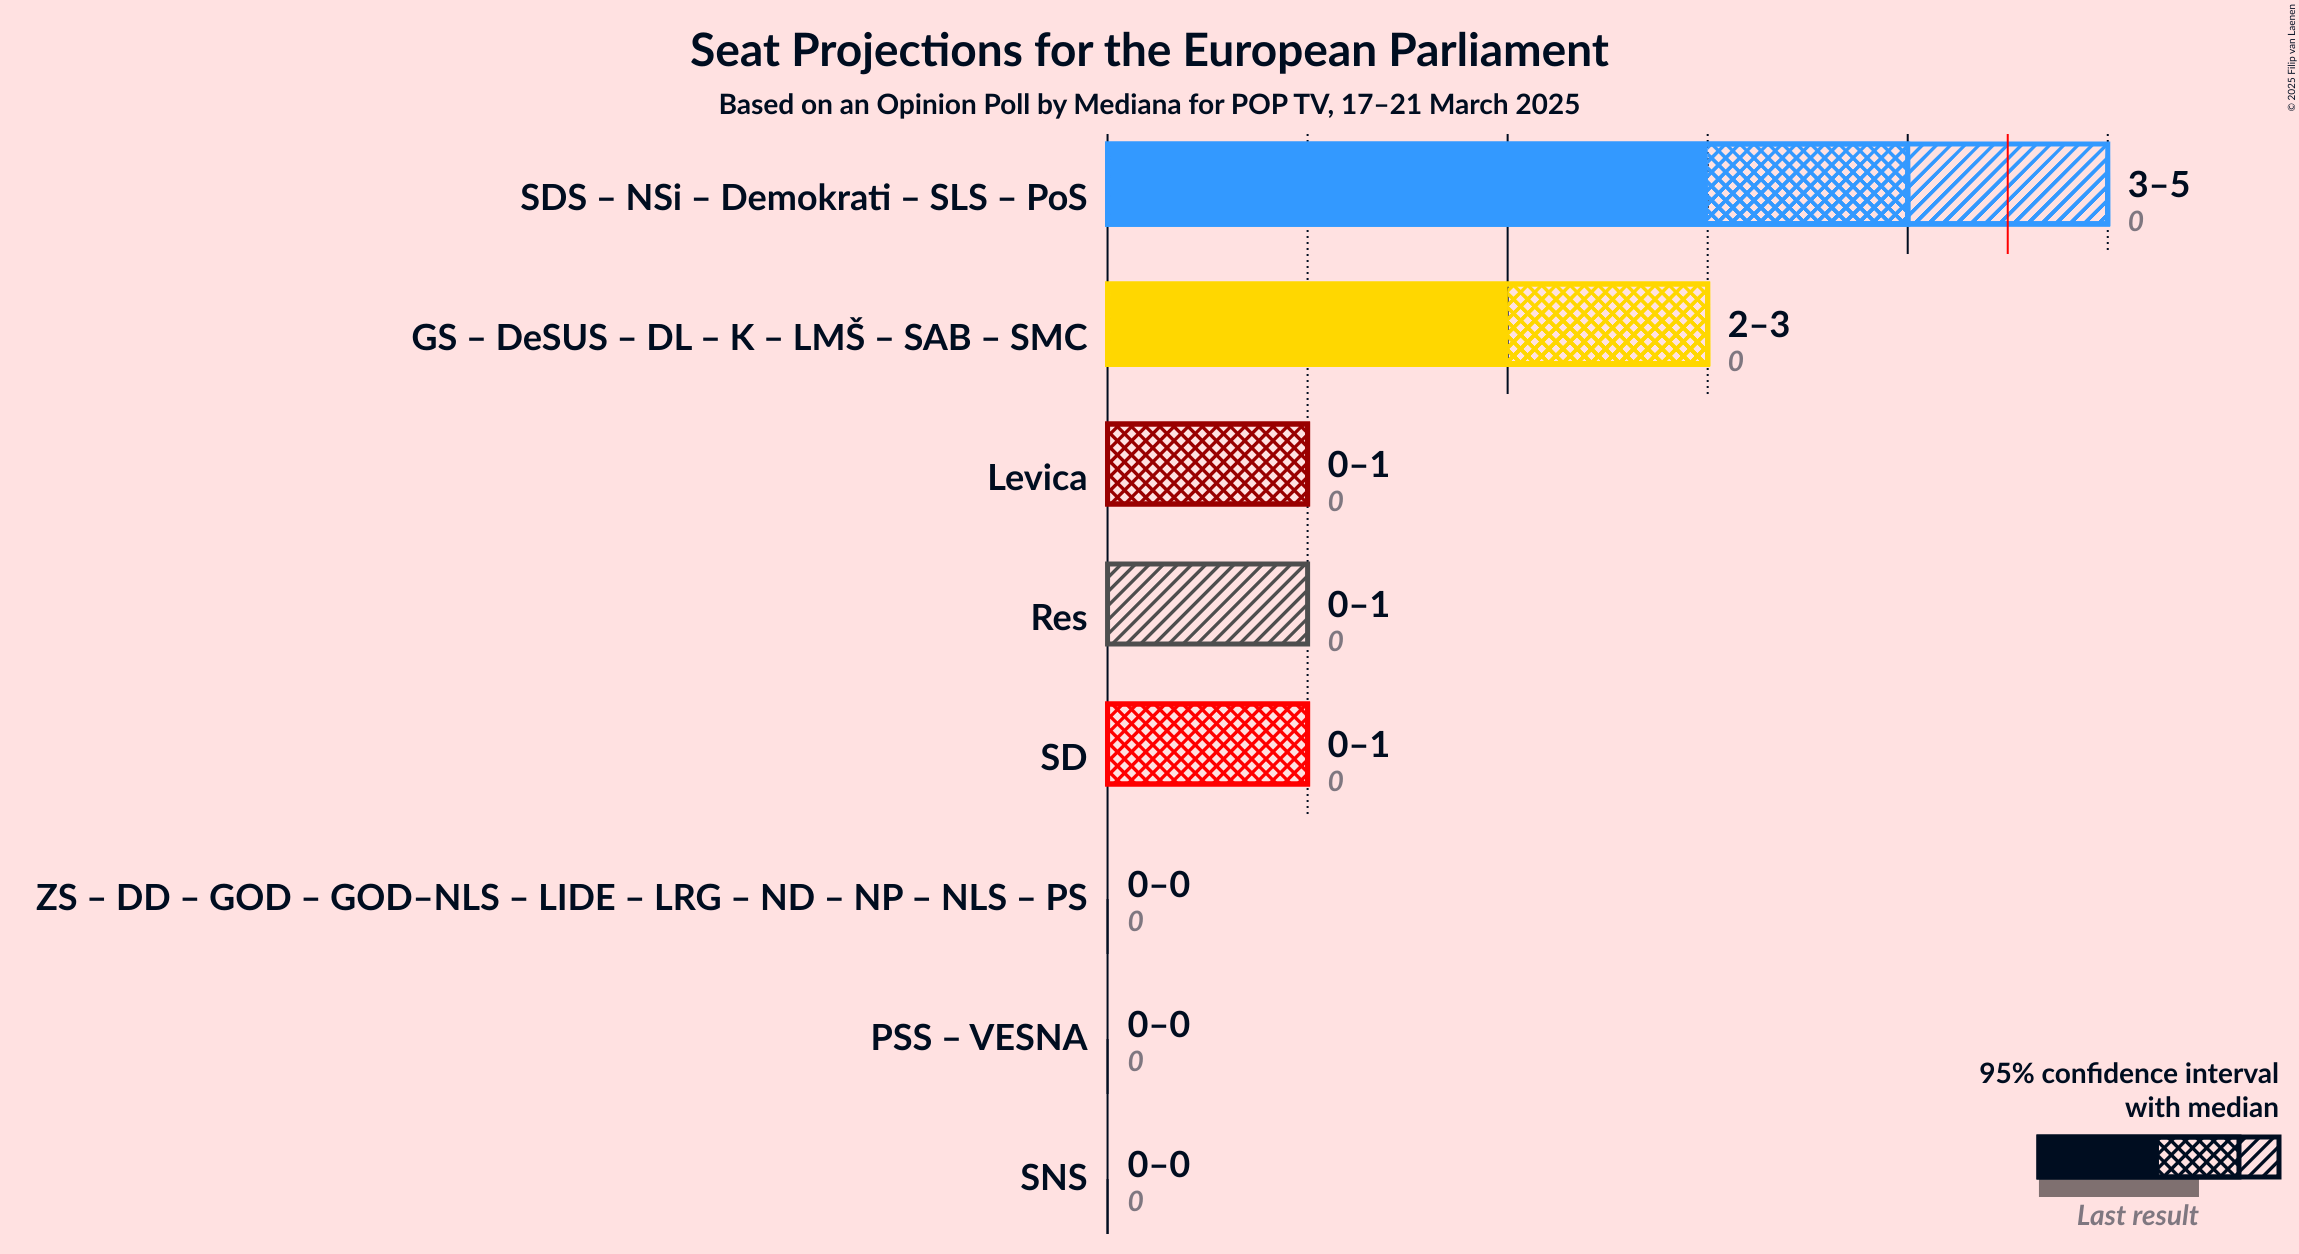 Seat Projections for the European Parliament
Based on an Opinion Poll by Mediana for POP TV, 17–21 March 2025
© 2025 Filip van Laenen
SDS – NSi – Demokrati – SLS – PoS
3–5
0
GS – DeSUS – DL – K – LMŠ – SAB – SMC
2–3
0
Levica
0–1
0
Res
0–1
0
SD
0–1
0
ZS – DD – GOD – GOD–NLS – LIDE – LRG – ND – NP – NLS – PS
0–0
0
PSS – VESNA
0–0
0
SNS
0–0
0
95% confidence interval
with median
Last result